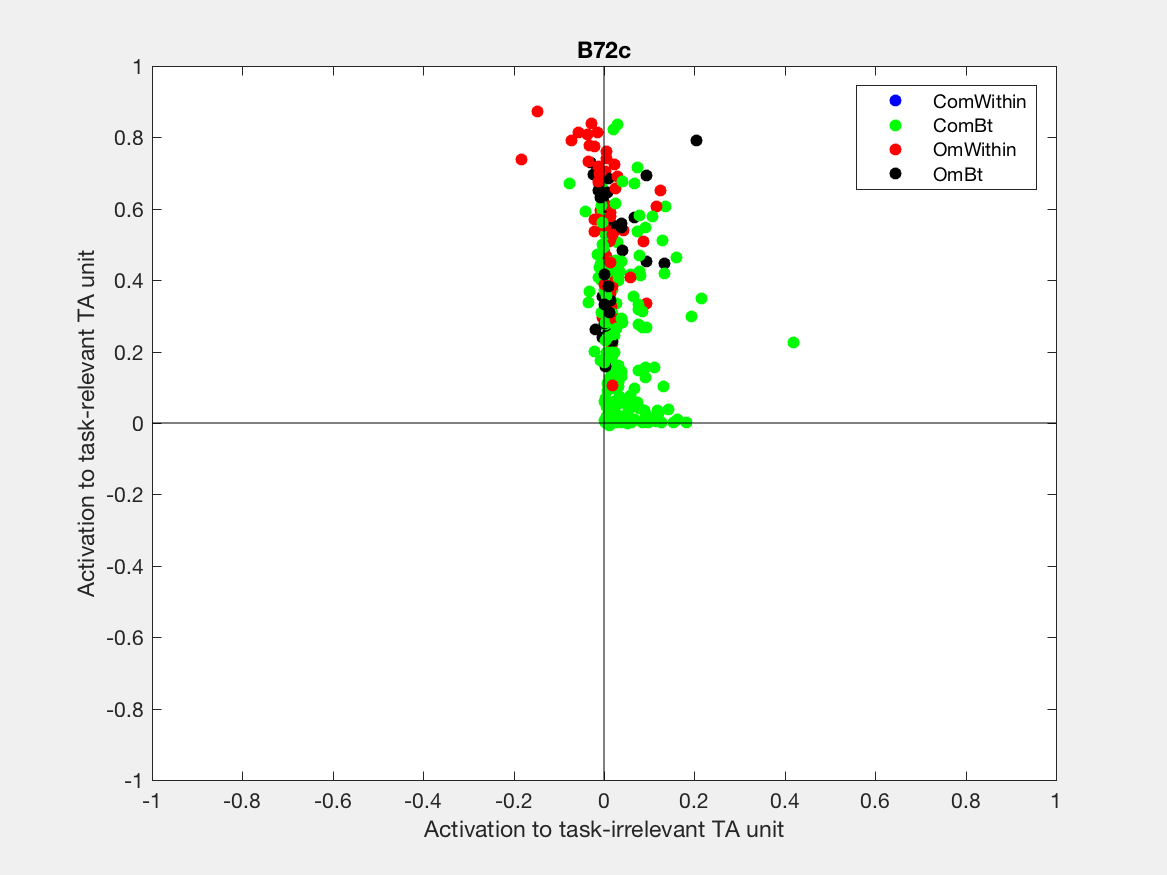 B72c
ComWithin
ComBt
OmWithin
OmBt
1
0.8
0.6
0.4
0.2
0
-0.2
-0.4
-0.6
-0.8
-1
Activation to task-relevant TA unit
-1 -0.8 -0.6 -0.4 -0.2 0 0.2 0.4 0.6 0.8 1
Activation to task-irrelevant TA unit